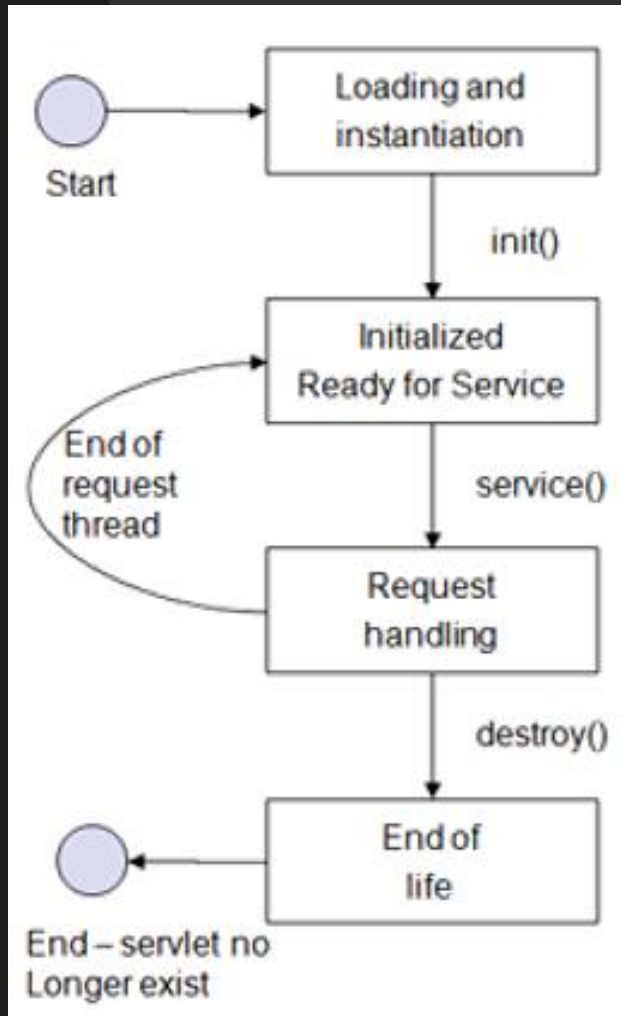 Loading and
instantiation
Start
init()
Initialized
Ready for Service
End of
request
thread
service()
Request
handling
destroy()
End of
life
End – servlet no
Longer exist